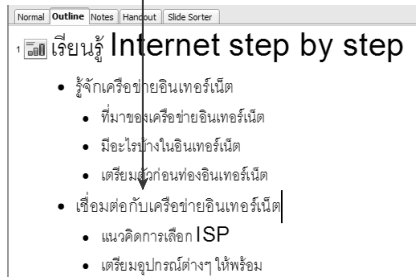 Normal Outline Notes Handout Slide Sorter
1 เรียนรู้ Internet step by step
• รู้จักเครือข่ายอินเทอร์เน็ต
• ที่มาของเครือข่ายอินเทอร์เน็ต
• มีอะไรบ้างในอินเทอร์เน็ต
• เตรียมตัวก่อนท่องอินเทอร์เน็ต
• เชื่อมต่อกับเครือข่ายอินเทอร์เน็ต
• แนวคิดการเลือก ISP
• เตรียมอุปกรณ์ต่างๆ ให้พร้อม